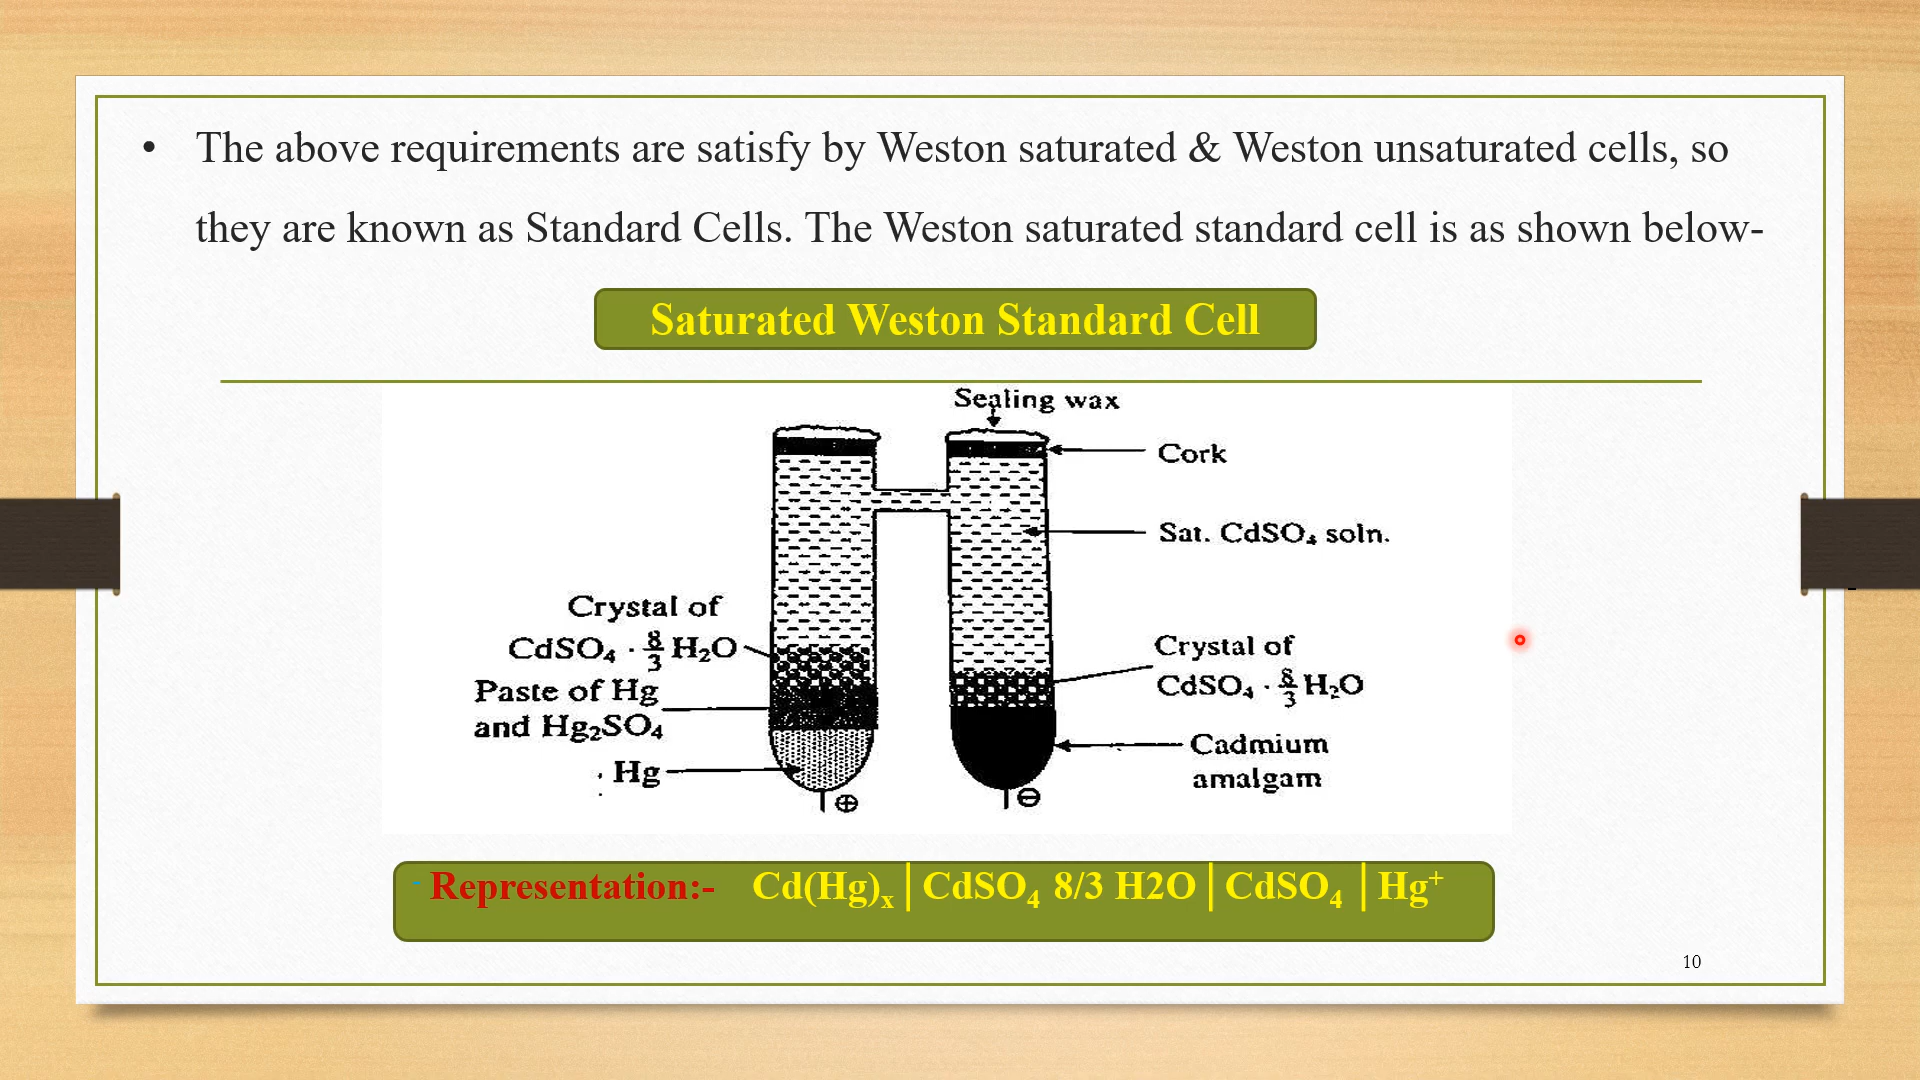 • The above requirements are satisfy by Weston saturated & Weston unsaturated cells, so
they are known as Standard Cells. The Weston saturated standard cell is as shown below-
Saturated Weston Standard Cell
Sealing wax
Cork
Sat. CdSO₄ soln.
Crystal of
CdSO₄ · 8/3 H₂O
Paste of Hg
and Hg₂SO₄
Hg
⊕
Crystal of
CdSO₄ · 8/3 H₂O
Cadmium
amalgam
⊖
Representation:- Cd(Hg)ₓ│CdSO₄ 8/3 H2O│CdSO₄ │Hg⁺
10